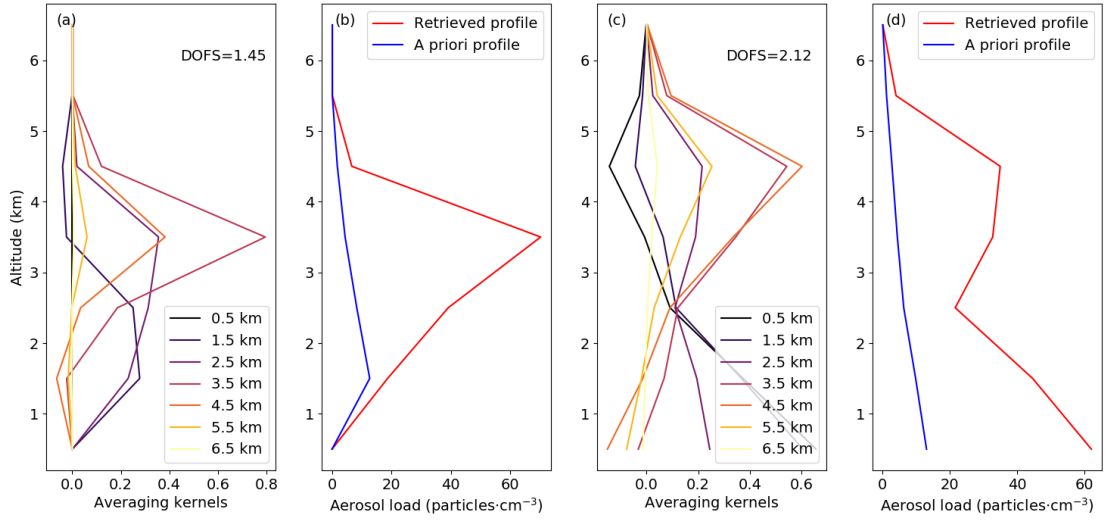 (a)
DOFS=1.45
Altitude (km)
6
5
4
3
2
1
0.5 km
1.5 km
2.5 km
3.5 km
4.5 km
5.5 km
6.5 km
0.0 0.2 0.4 0.6 0.8
Averaging kernels
(b)
Retrieved profile
A priori profile
6
5
4
3
2
1
0 20 40 60
Aerosol load (particles·cm⁻³)
(c)
DOFS=2.12
6
5
4
3
2
1
0.5 km
1.5 km
2.5 km
3.5 km
4.5 km
5.5 km
6.5 km
0.0 0.2 0.4 0.6
Averaging kernels
(d)
Retrieved profile
A priori profile
6
5
4
3
2
1
0 20 40 60
Aerosol load (particles·cm⁻³)